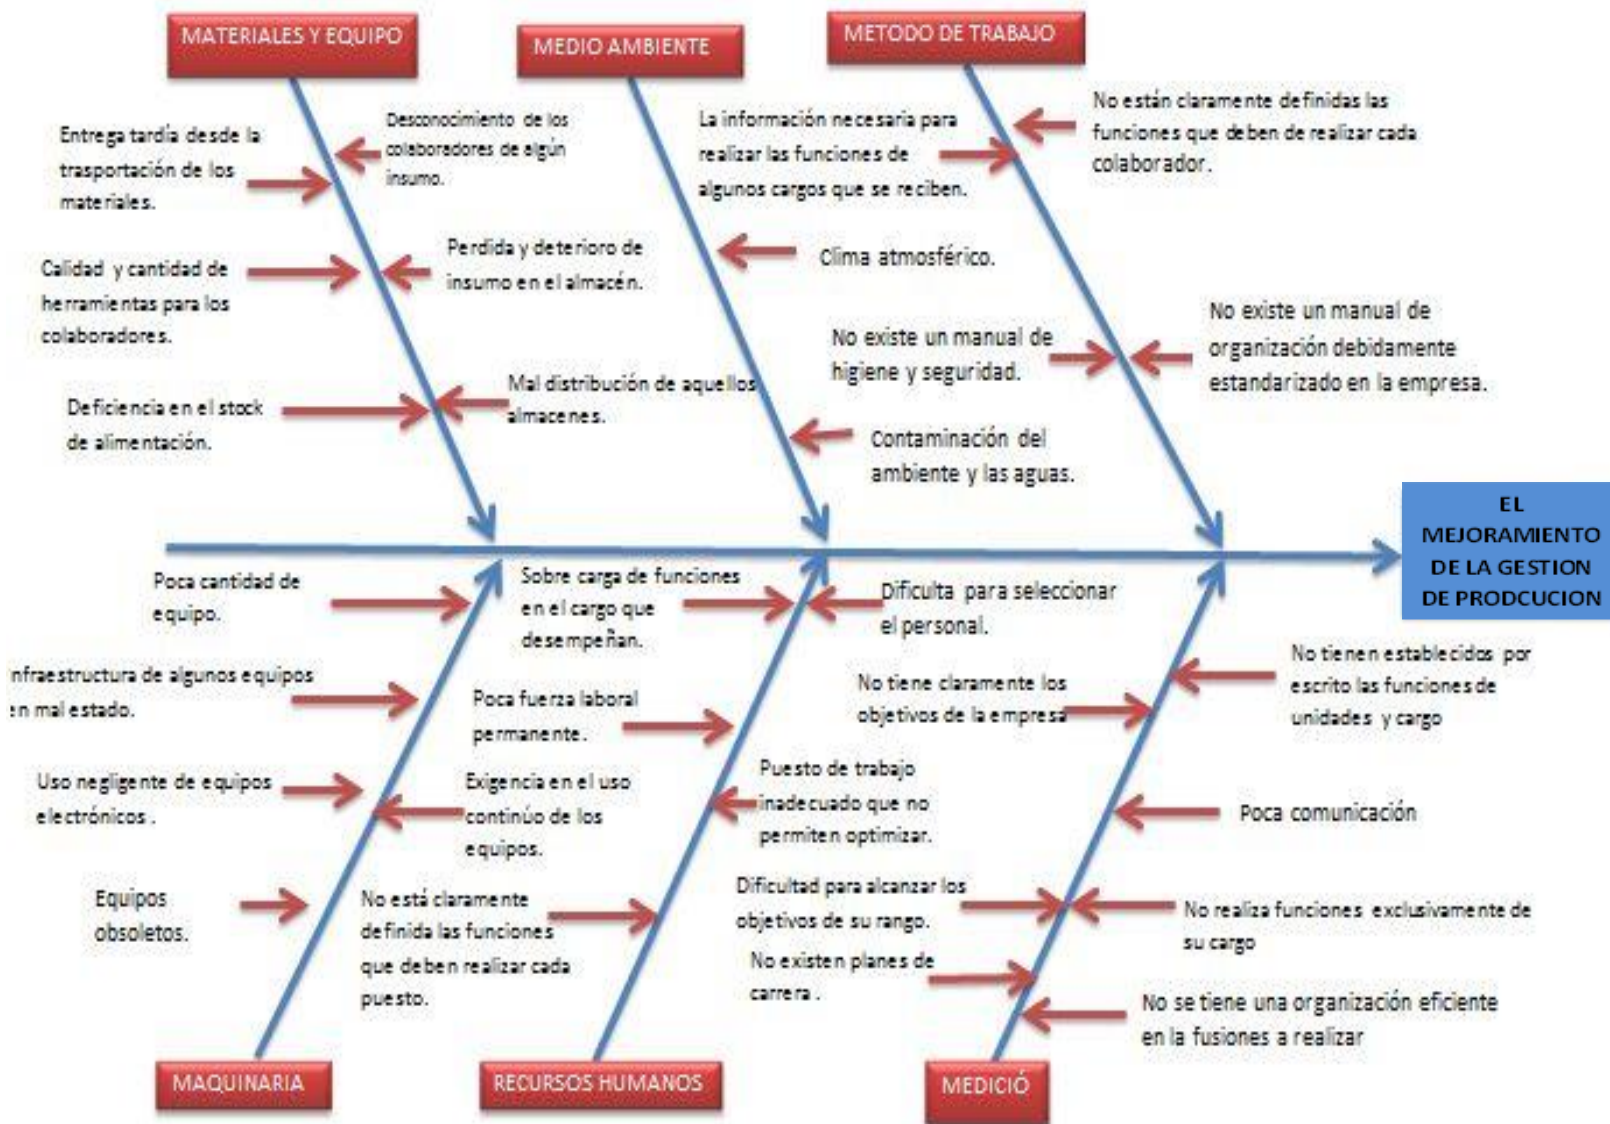 MATERIALES Y EQUIPO
MEDIO AMBIENTE
METODO DE TRABAJO
Entrega tardía desde la
trasportación de los
materiales.
Desconocimiento de los
colaboradores de algún
insumo.
La información necesaria para
realizar las funciones de
algunos cargos que se reciben.
No están claramente definidas las
funciones que deben de realizar cada
colaborador.
Calidad y cantidad de
herramientas para los
colaboradores.
Perdida y deterioro de
insumo en el almacén.
Clima atmosférico.
No existe un manual de
higiene y seguridad.
No existe un manual de
organización debidamente
estandarizado en la empresa.
Deficiencia en el stock
de alimentación.
Mal distribución de aquellos
almacenes.
Contaminación del
ambiente y las aguas.
EL
MEJORAMIENTO
DE LA GESTION
DE PRODCUCION
Poca cantidad de
equipo.
Sobre carga de funciones
en el cargo que
desempeñan.
Dificulta para seleccionar
el personal.
nfraestructura de algunos equipos
en mal estado.
Poca fuerza laboral
permanente.
No tiene claramente los
objetivos de la empresa
No tienen establecidos por
escrito las funciones de
unidades y cargo
Uso negligente de equipos
electrónicos .
Exigencia en el uso
continúo de los
equipos.
Puesto de trabajo
inadecuado que no
permiten optimizar.
Poca comunicación
Equipos
obsoletos.
No está claramente
definida las funciones
que deben realizar cada
puesto.
Dificultad para alcanzar los
objetivos de su rango.
No realiza funciones exclusivamente de
su cargo
No existen planes de
carrera .
No se tiene una organización eficiente
en la fusiones a realizar
MAQUINARIA
RECURSOS HUMANOS
MEDICIÓ